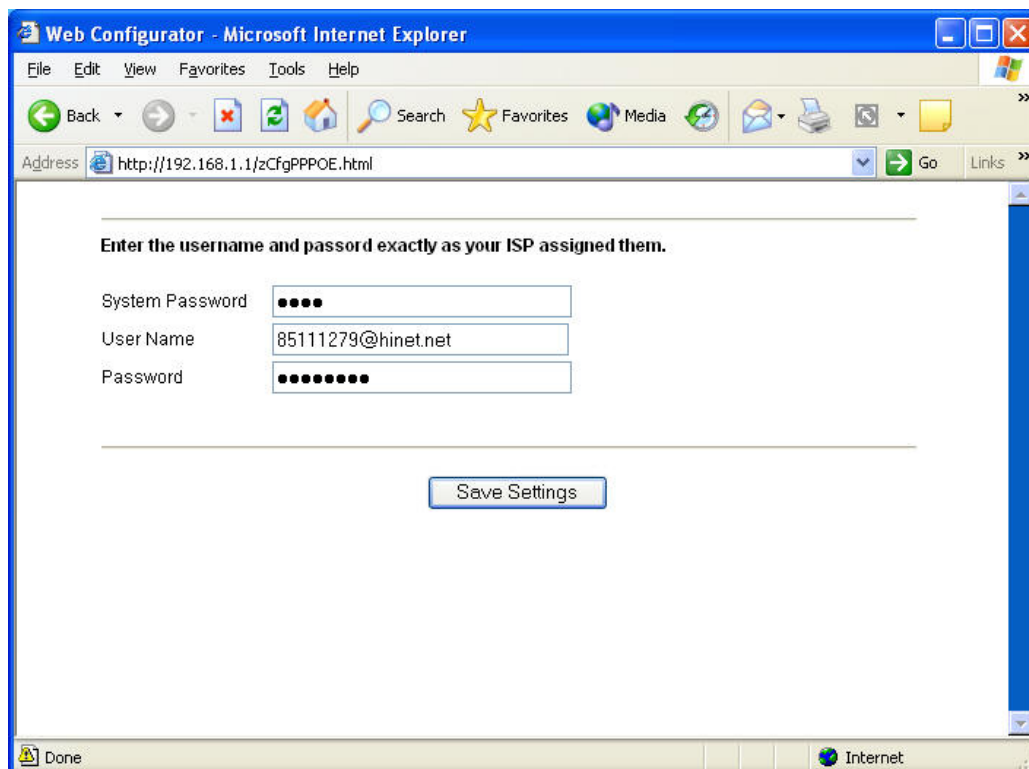 Web Configurator - Microsoft Internet Explorer
File Edit View Favorites Tools Help
Back Search Favorites Media
Address http://192.168.1.1/zCfgPPPOE.html Go Links
Enter the username and passord exactly as your ISP assigned them.
System Password ●●●●
User Name 85111279@hinet.net
Password ●●●●●●●●
Save Settings
Done Internet